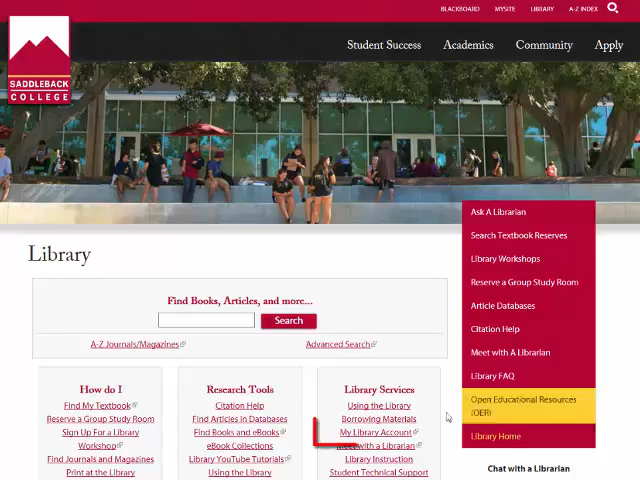 BLACKBOARD MYSITE LIBRARY A-Z INDEX
SADDLEBACK
COLLEGE
Student Success Academics Community Apply
Ask A Librarian
Search Textbook Reserves
Library Workshops
Reserve a Group Study Room
Article Databases
Citation Help
Meet with A Librarian
Library FAQ
Open Educational Resources
(OER)
Library Home
Chat with a Librarian
Library
Find Books, Articles, and more...
Search
A-Z Journals/Magazines Advanced Search
How do I
Find My Textbook
Reserve a Group Study Room
Sign Up For a Library
Workshop
Find Journals and Magazines
Print at the Library
Research Tools
Citation Help
Find Articles in Databases
Find Books and eBooks
eBook Collections
Library YouTube Tutorials
Using the Library
Library Services
Using the Library
Borrowing Materials
My Library Account
Meet with a Librarian
Library Instruction
Student Technical Support